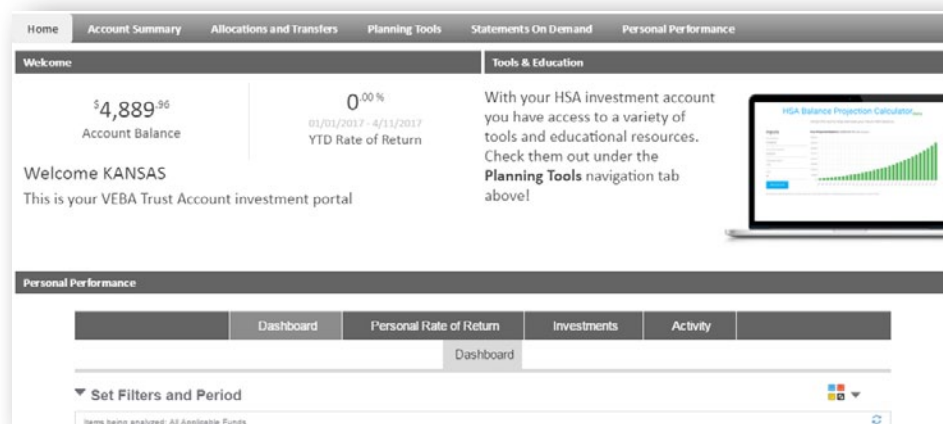 Home Account Summary Allocations and Transfers Planning Tools Statements On Demand Personal Performance
Welcome
$4,889.96
Account Balance
0.00 %
01/01/2017 - 4/11/2017
YTD Rate of Return
Welcome KANSAS
This is your VEBA Trust Account investment portal
Tools & Education
With your HSA investment account
you have access to a variety of
tools and educational resources.
Check them out under the
Planning Tools navigation tab
above!
HSA Balance Projection Calculator
Personal Performance
Dashboard Personal Rate of Return Investments Activity
Dashboard
Set Filters and Period
Items being analyzed: All Applicable Funds